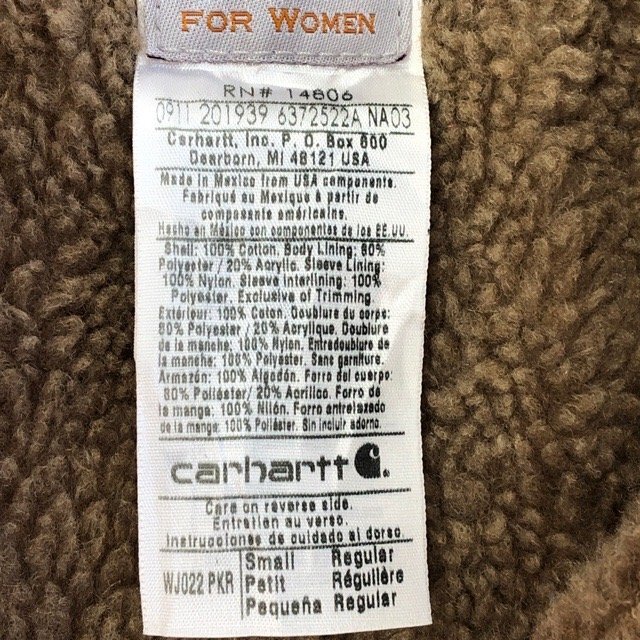 FOR WOMEN
RN# 14806
0911 201939 6372522A NA03
Carhartt, Inc. P. O. Box 600
Dearborn, MI 48121 USA
Made in Mexico from USA components.
Fabriqué au Mexique à partir de
composante américains.
Hecho en México con componentes de los EE.UU.
Shell: 100% Cotton. Body Lining: 80%
Polyester / 20% Acrylic. Sleeve Lining:
100% Nylon. Sleeve Interlining: 100%
Polyester, Exclusive of Trimming.
Extérieur: 100% Coton. Doublure du corps:
80% Polyester / 20% Acrylique. Doublure
de la manche: 100% Nylon. Entredoublure de
la manche: 100% Polyester. Sans garniture.
Armazón: 100% Algodón. Forro del cuerpo:
80% Poliéster / 20% Acrílico. Forro de
la manga: 100% Nilón. Forro entrelazado
de la manga: 100% Poliéster. Sin incluir adorno.
carhartt
Care on reverse side.
Entretien au verso.
Instrucciones de cuidado al dorso.
WJ022 PKR
Small Regular
Petit Régulière
Pequeña Regular